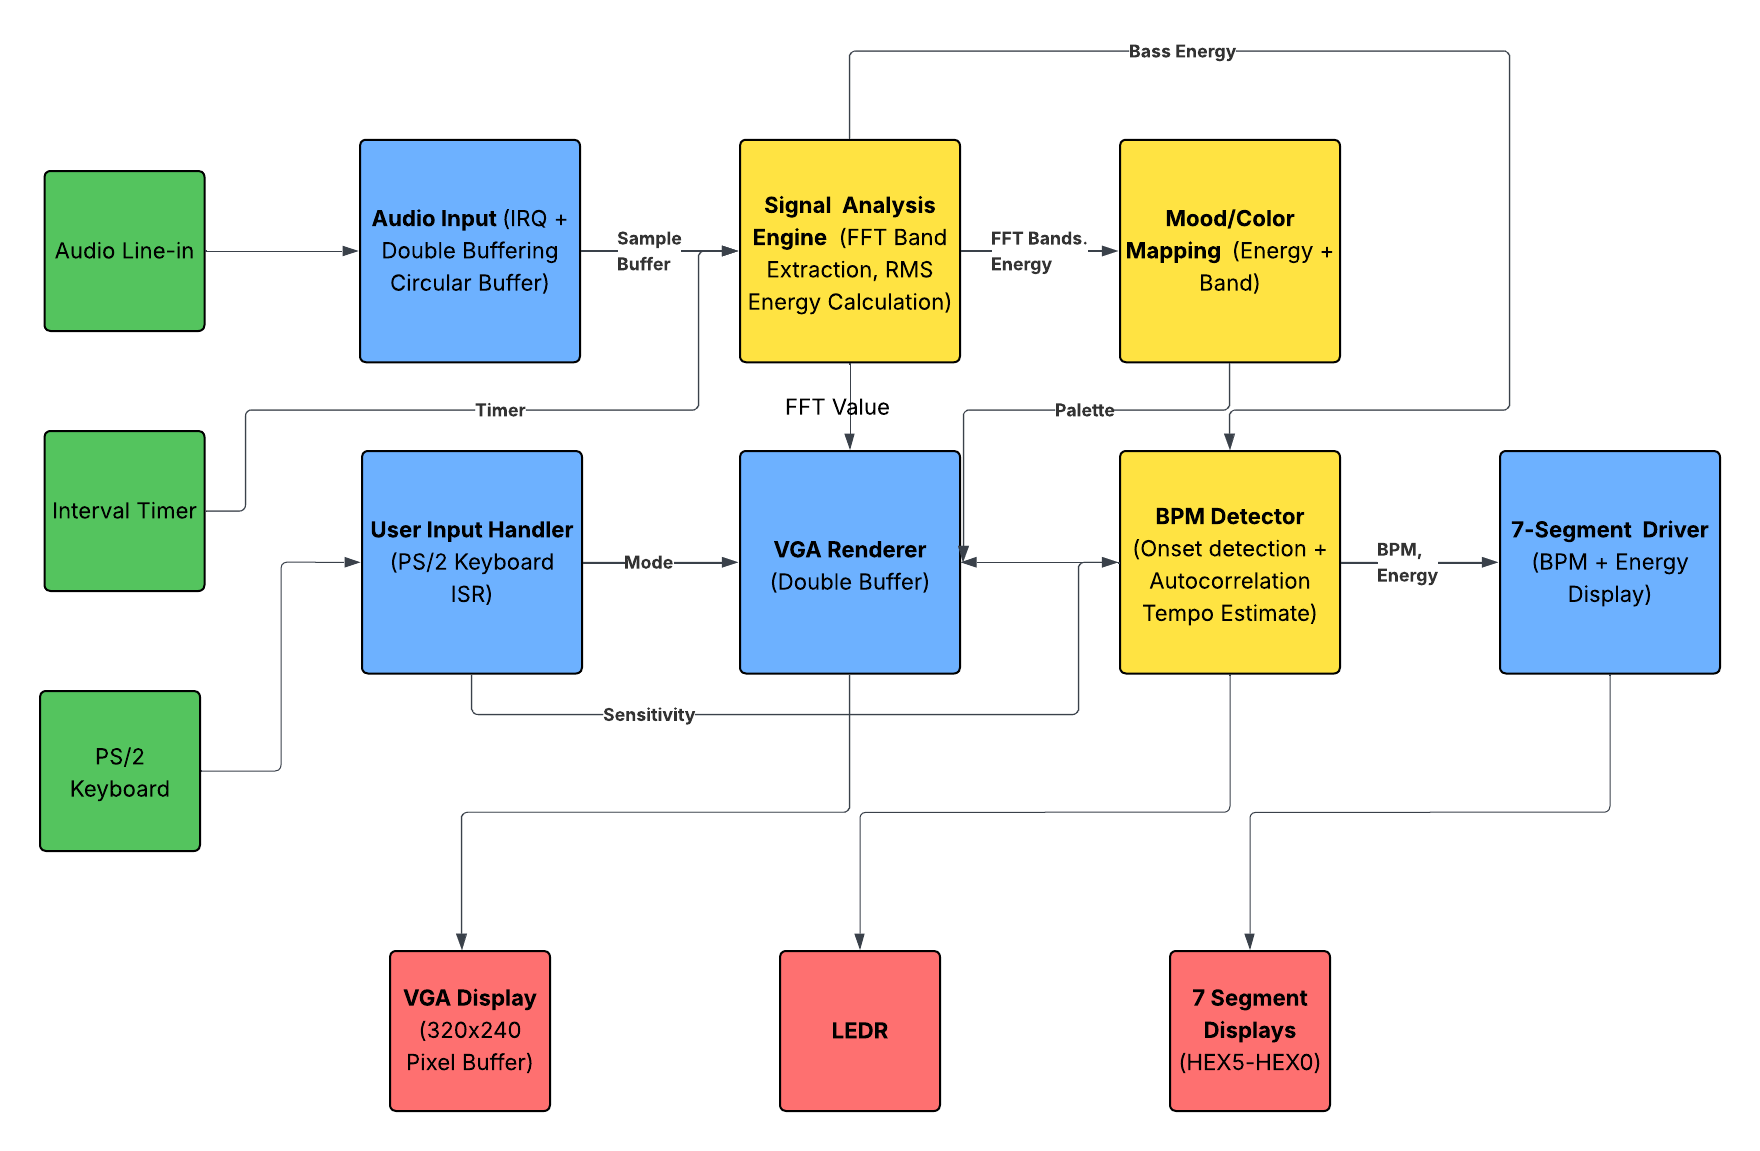 Bass Energy
Audio Line-in
Audio Input (IRQ +
Double Buffering
Circular Buffer)
Sample
Buffer
Signal Analysis
Engine (FFT Band
Extraction, RMS
Energy Calculation)
FFT Bands.
Energy
Mood/Color
Mapping (Energy +
Band)
Timer
FFT Value
Palette
Interval Timer
User Input Handler
(PS/2 Keyboard
ISR)
Mode
VGA Renderer
(Double Buffer)
BPM Detector
(Onset detection +
Autocorrelation
Tempo Estimate)
BPM,
Energy
7-Segment Driver
(BPM + Energy
Display)
Sensitivity
PS/2
Keyboard
VGA Display
(320x240
Pixel Buffer)
LEDR
7 Segment
Displays
(HEX5-HEX0)